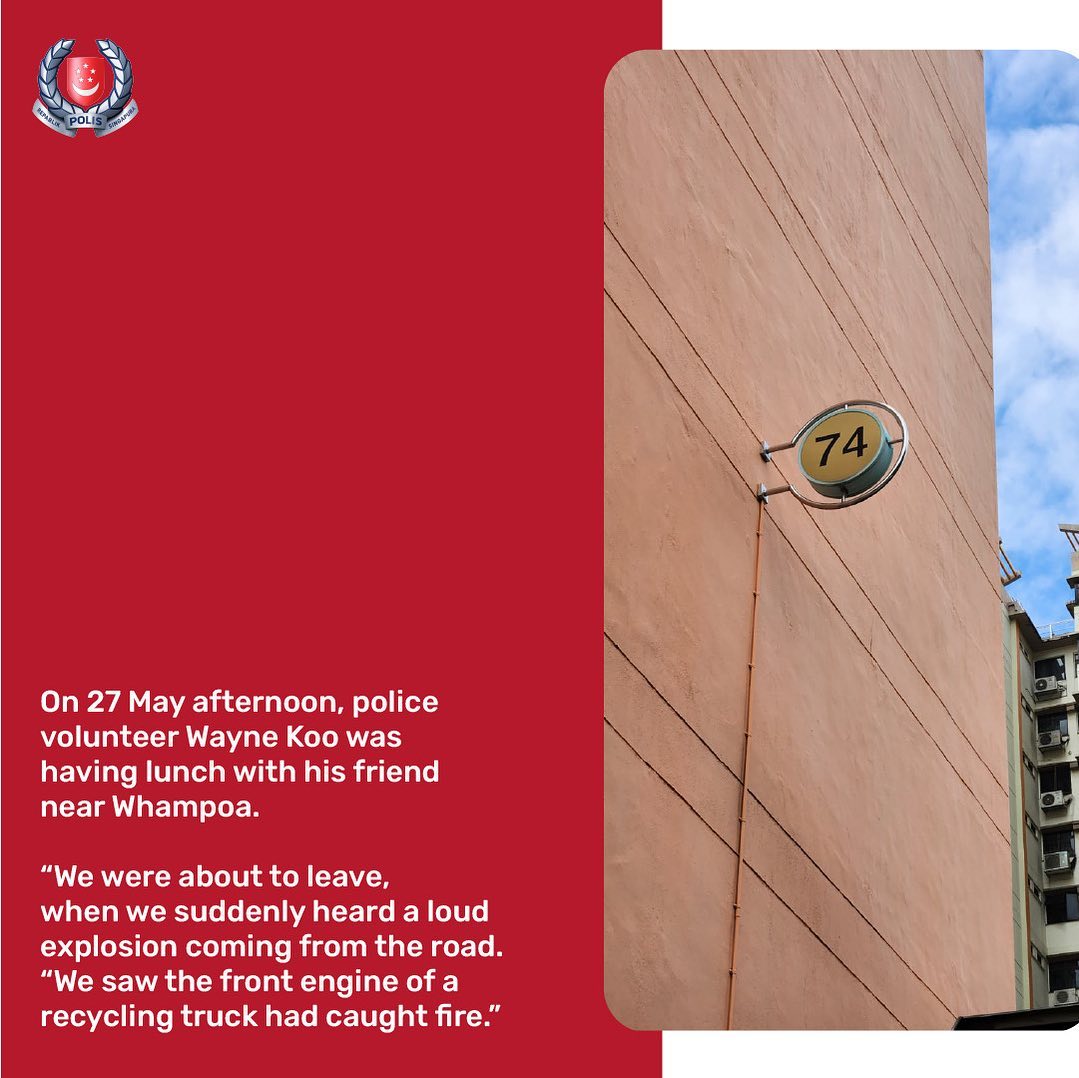 REPABLIK POLIS SINGAPURA
74
On 27 May afternoon, police
volunteer Wayne Koo was
having lunch with his friend
near Whampoa.
“We were about to leave,
when we suddenly heard a loud
explosion coming from the road.
“We saw the front engine of a
recycling truck had caught fire.”